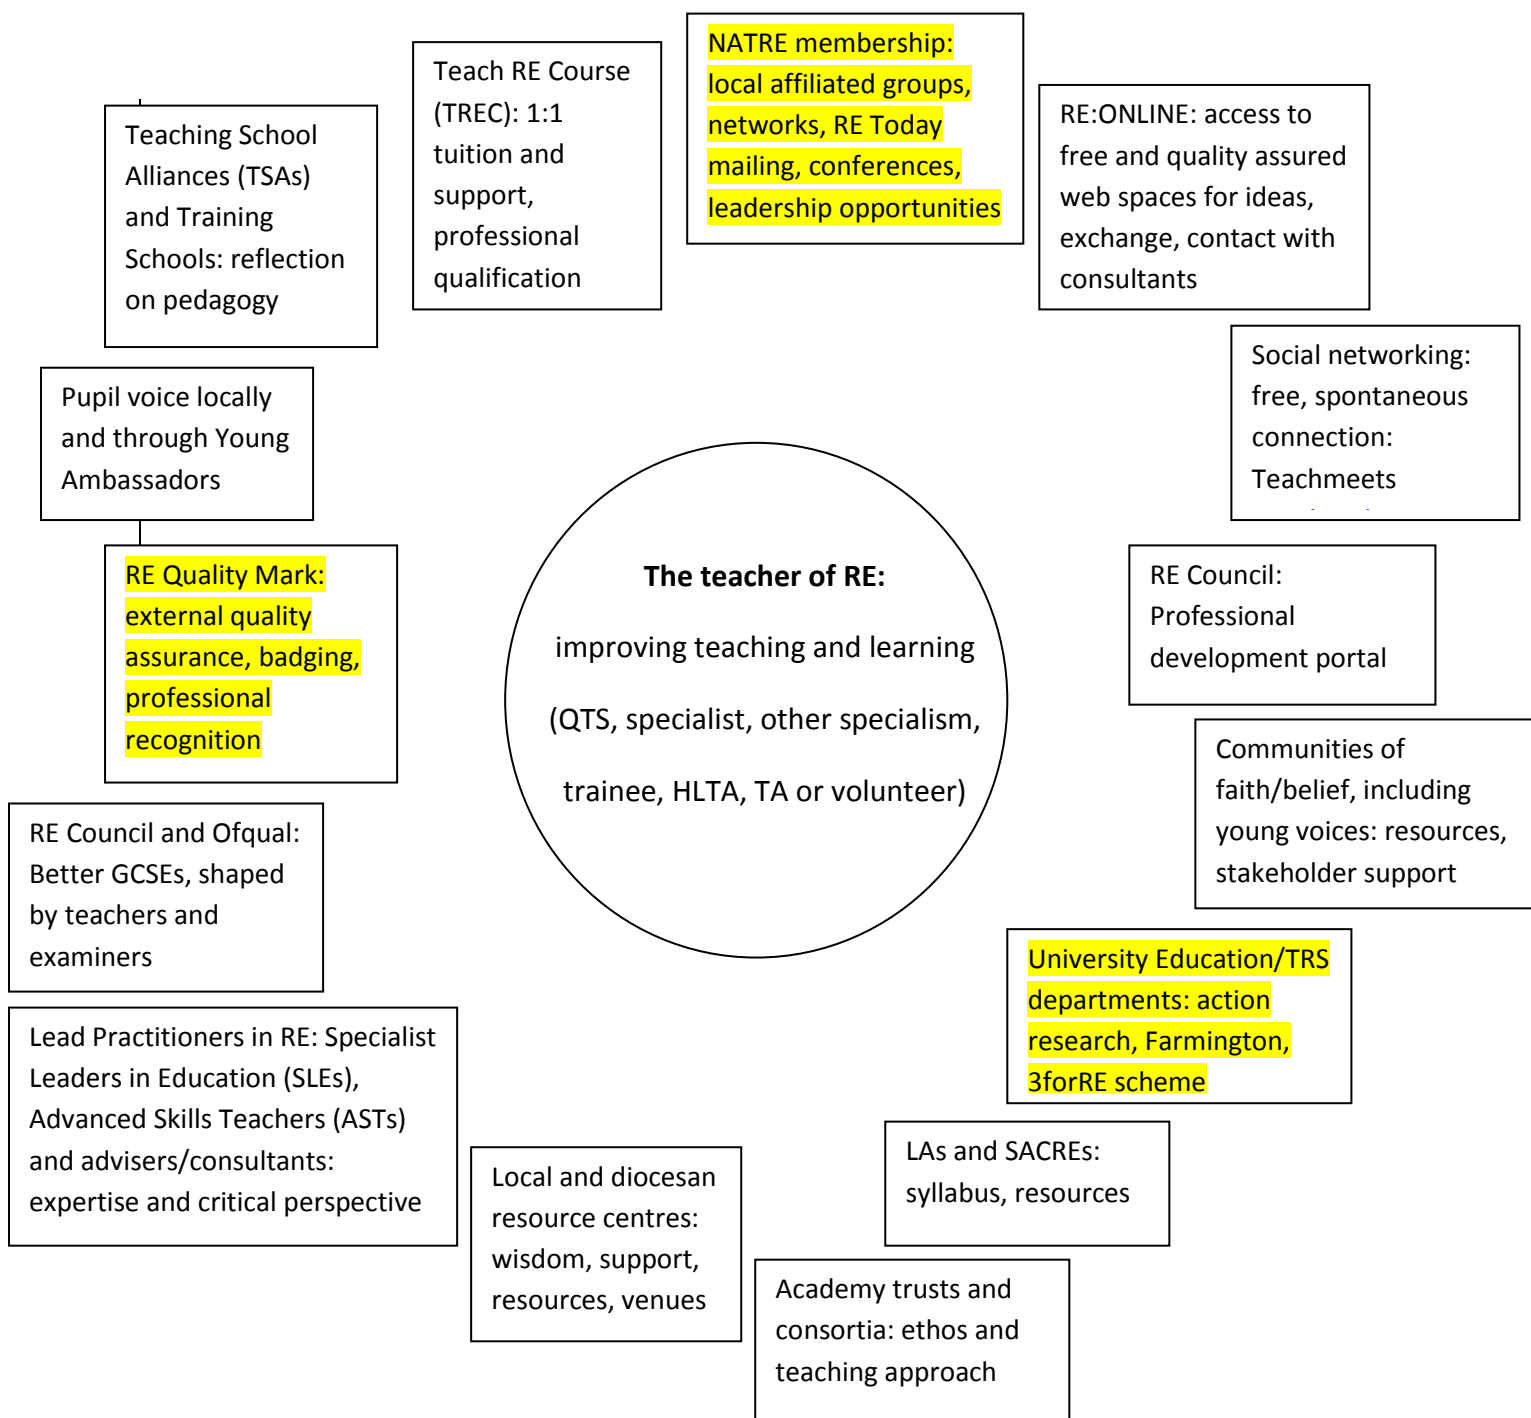 NATRE membership:
local affiliated groups,
networks, RE Today
mailing, conferences,
leadership opportunities
Teach RE Course
(TREC): 1:1
tuition and
support,
professional
qualification
RE:ONLINE: access to
free and quality assured
web spaces for ideas,
exchange, contact with
consultants
Teaching School
Alliances (TSAs)
and Training
Schools: reflection
on pedagogy
Social networking:
free, spontaneous
connection:
Teachmeets
Pupil voice locally
and through Young
Ambassadors
RE Quality Mark:
external quality
assurance, badging,
professional
recognition
The teacher of RE:
improving teaching and learning
(QTS, specialist, other specialism,
trainee, HLTA, TA or volunteer)
RE Council:
Professional
development portal
Communities of
faith/belief, including
young voices: resources,
stakeholder support
RE Council and Ofqual:
Better GCSEs, shaped
by teachers and
examiners
University Education/TRS
departments: action
research, Farmington,
3forRE scheme
Lead Practitioners in RE: Specialist
Leaders in Education (SLEs),
Advanced Skills Teachers (ASTs)
and advisers/consultants:
expertise and critical perspective
LAs and SACREs:
syllabus, resources
Local and diocesan
resource centres:
wisdom, support,
resources, venues
Academy trusts and
consortia: ethos and
teaching approach